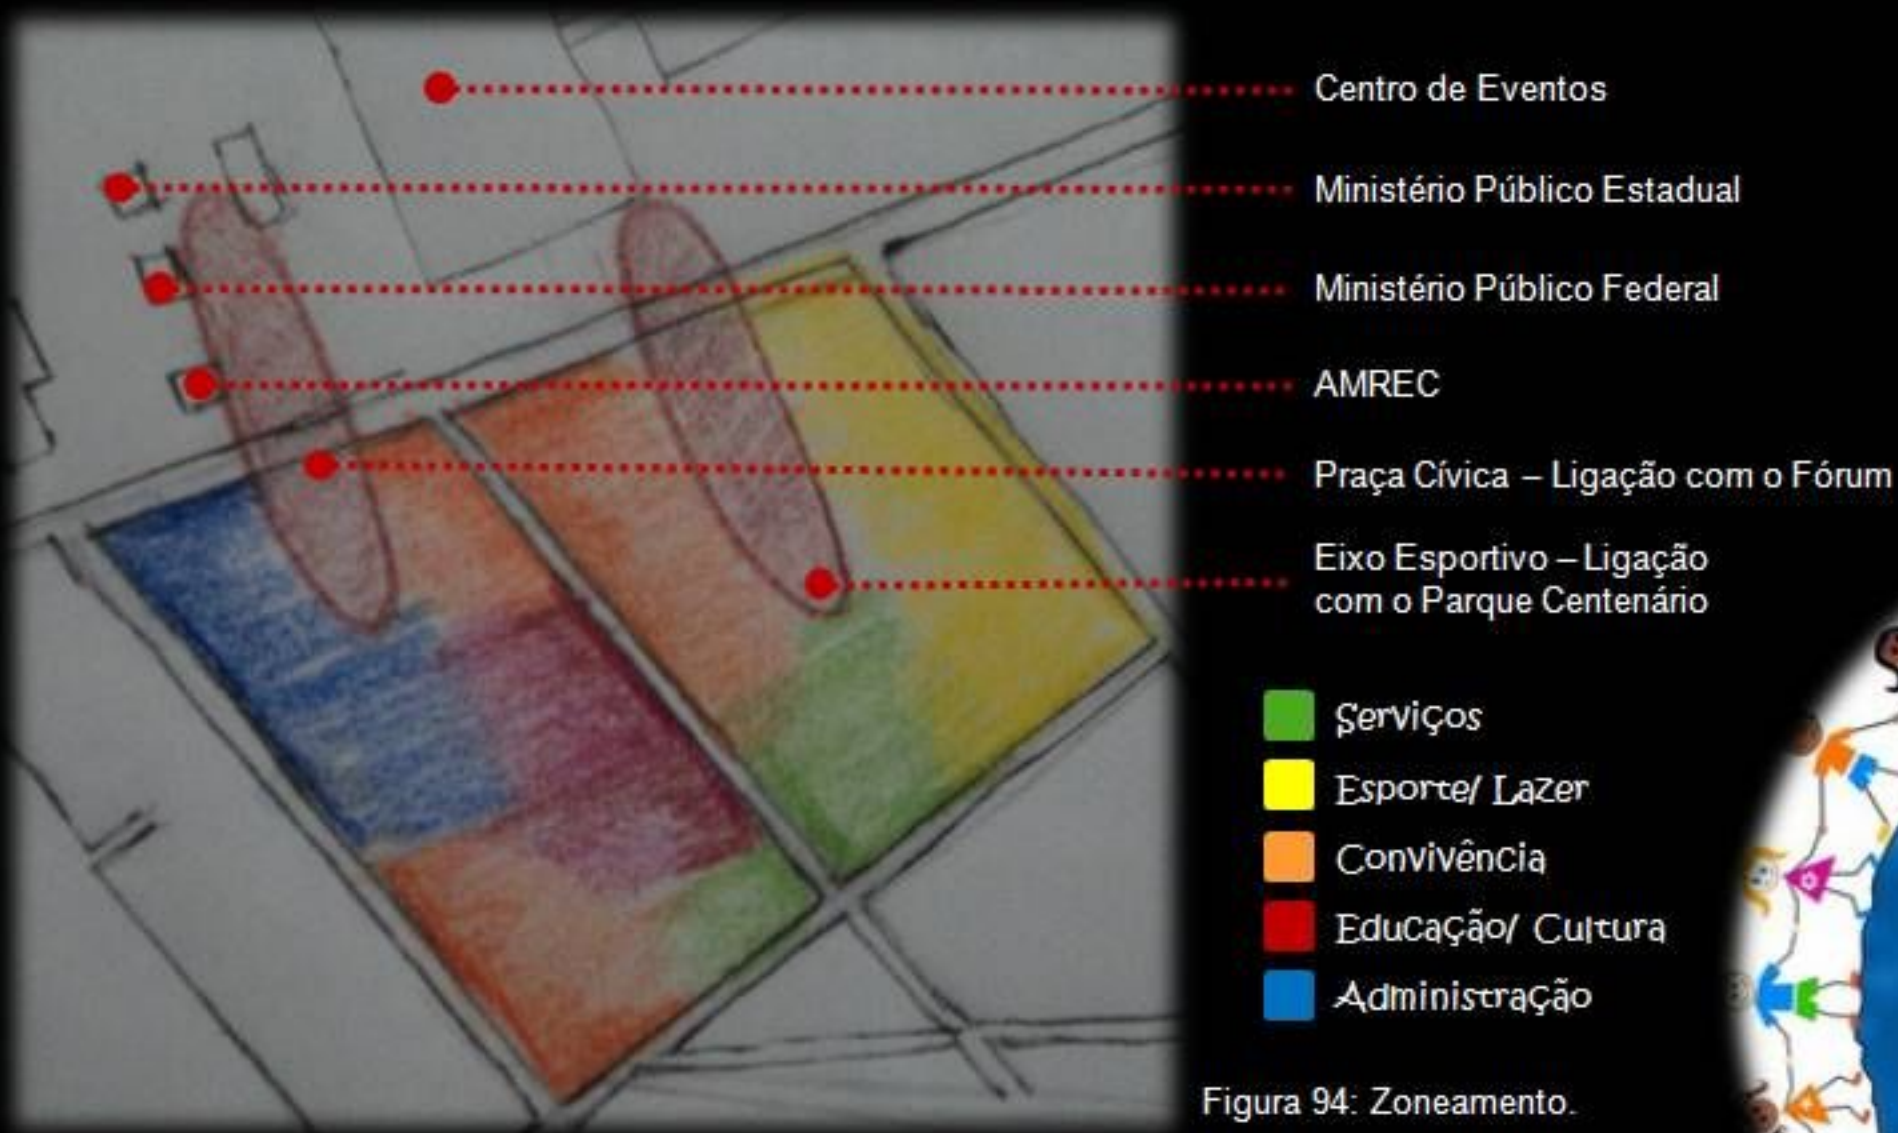 Centro de Eventos
Ministério Público Estadual
Ministério Público Federal
AMREC
Praça Cívica – Ligação com o Fórum
Eixo Esportivo – Ligação
com o Parque Centenário
Serviços
Esporte/ Lazer
Convivência
Educação/ Cultura
Administração
Figura 94: Zoneamento.